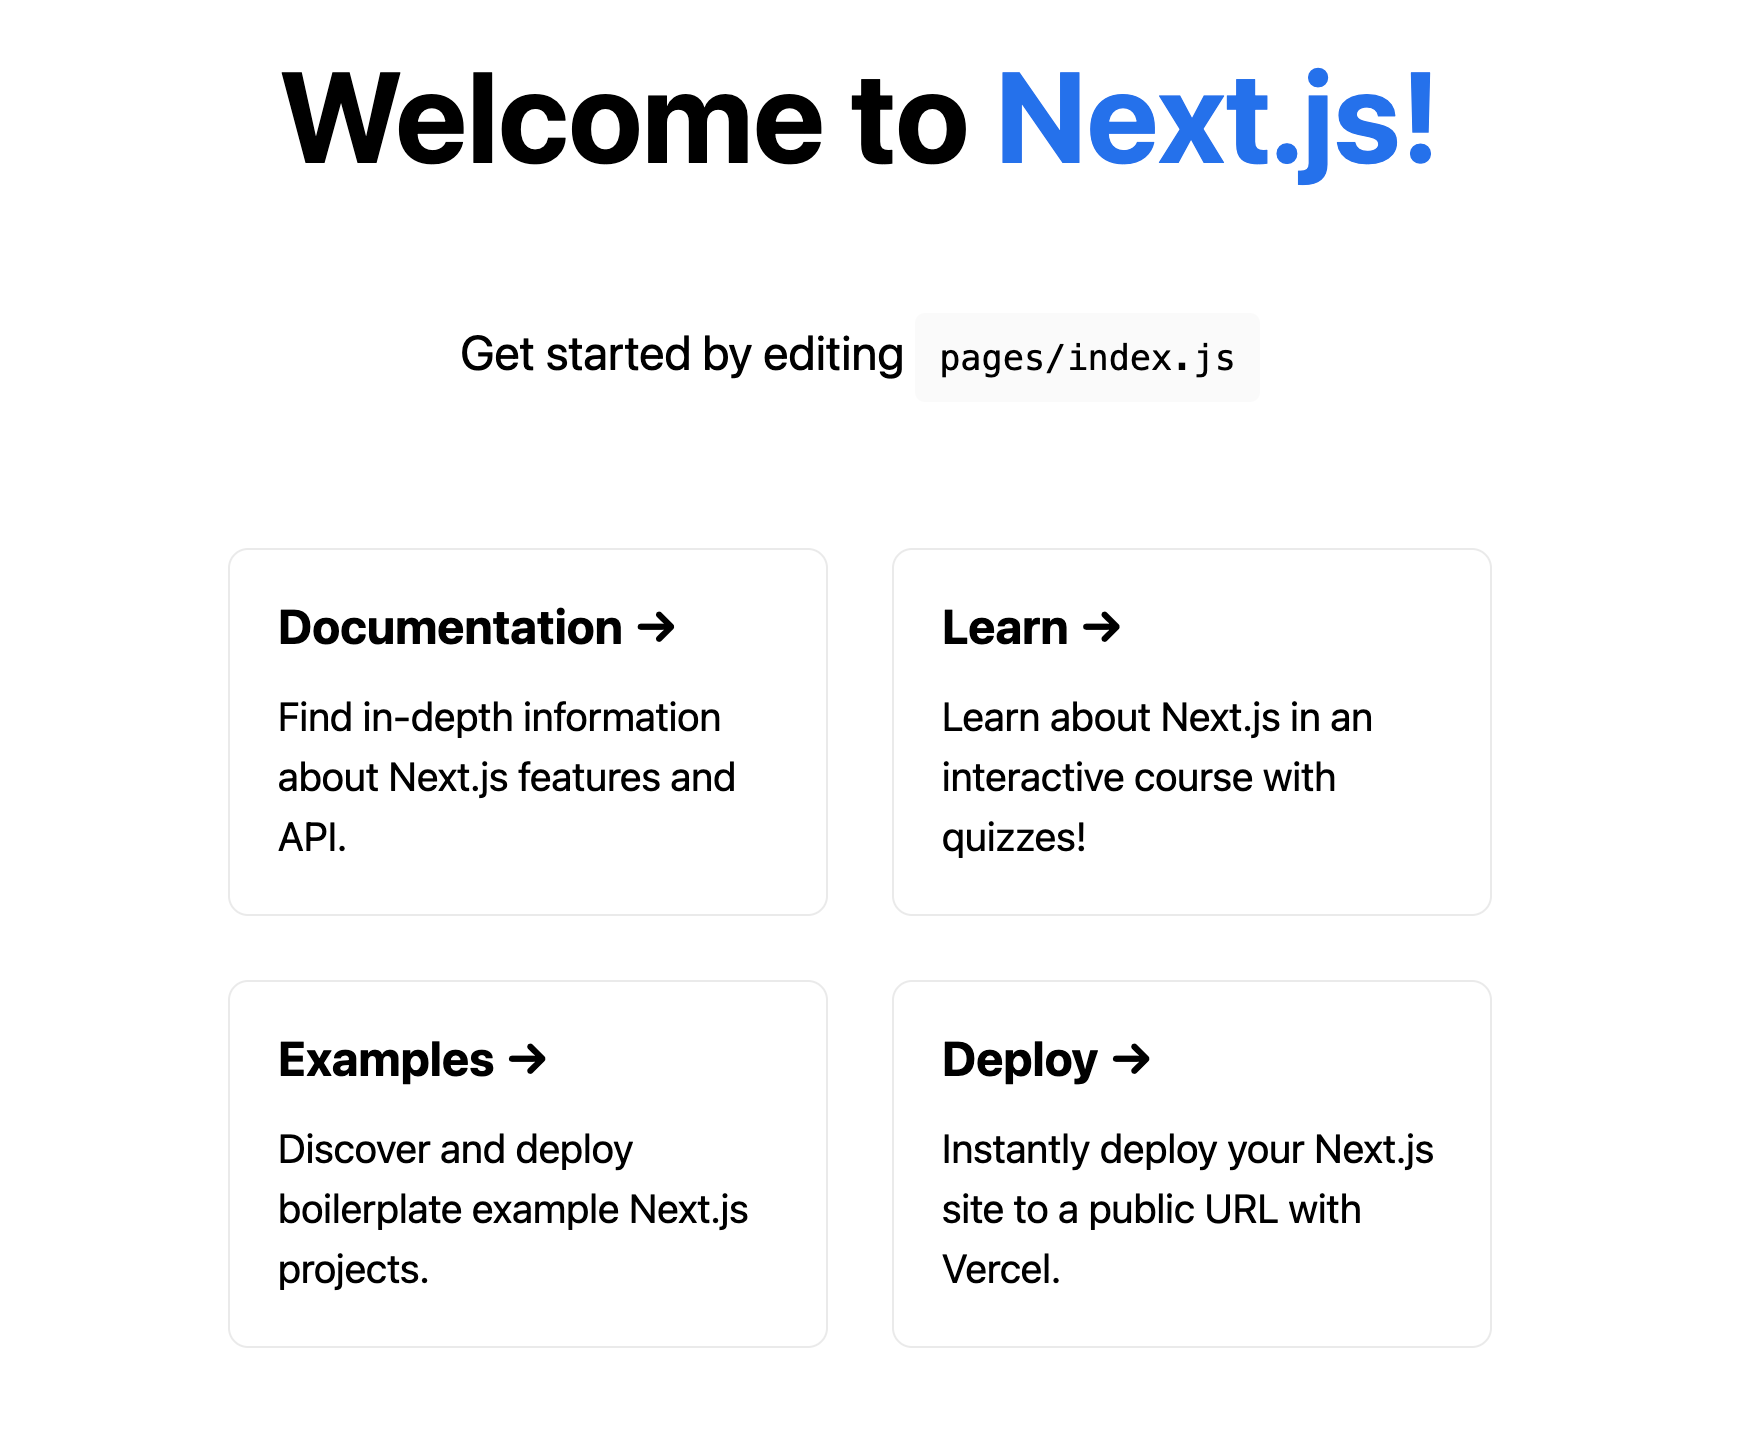 Welcome to Next.js!
Get started by editing pages/index.js
Documentation →
Find in-depth information
about Next.js features and
API.
Learn →
Learn about Next.js in an
interactive course with
quizzes!
Examples →
Discover and deploy
boilerplate example Next.js
projects.
Deploy →
Instantly deploy your Next.js
site to a public URL with
Vercel.